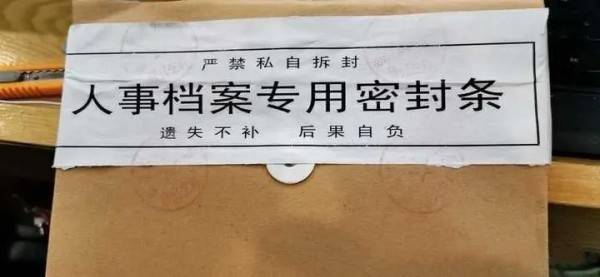 严禁私自拆封
人事档案专用密封条
遗失不补 后果自负